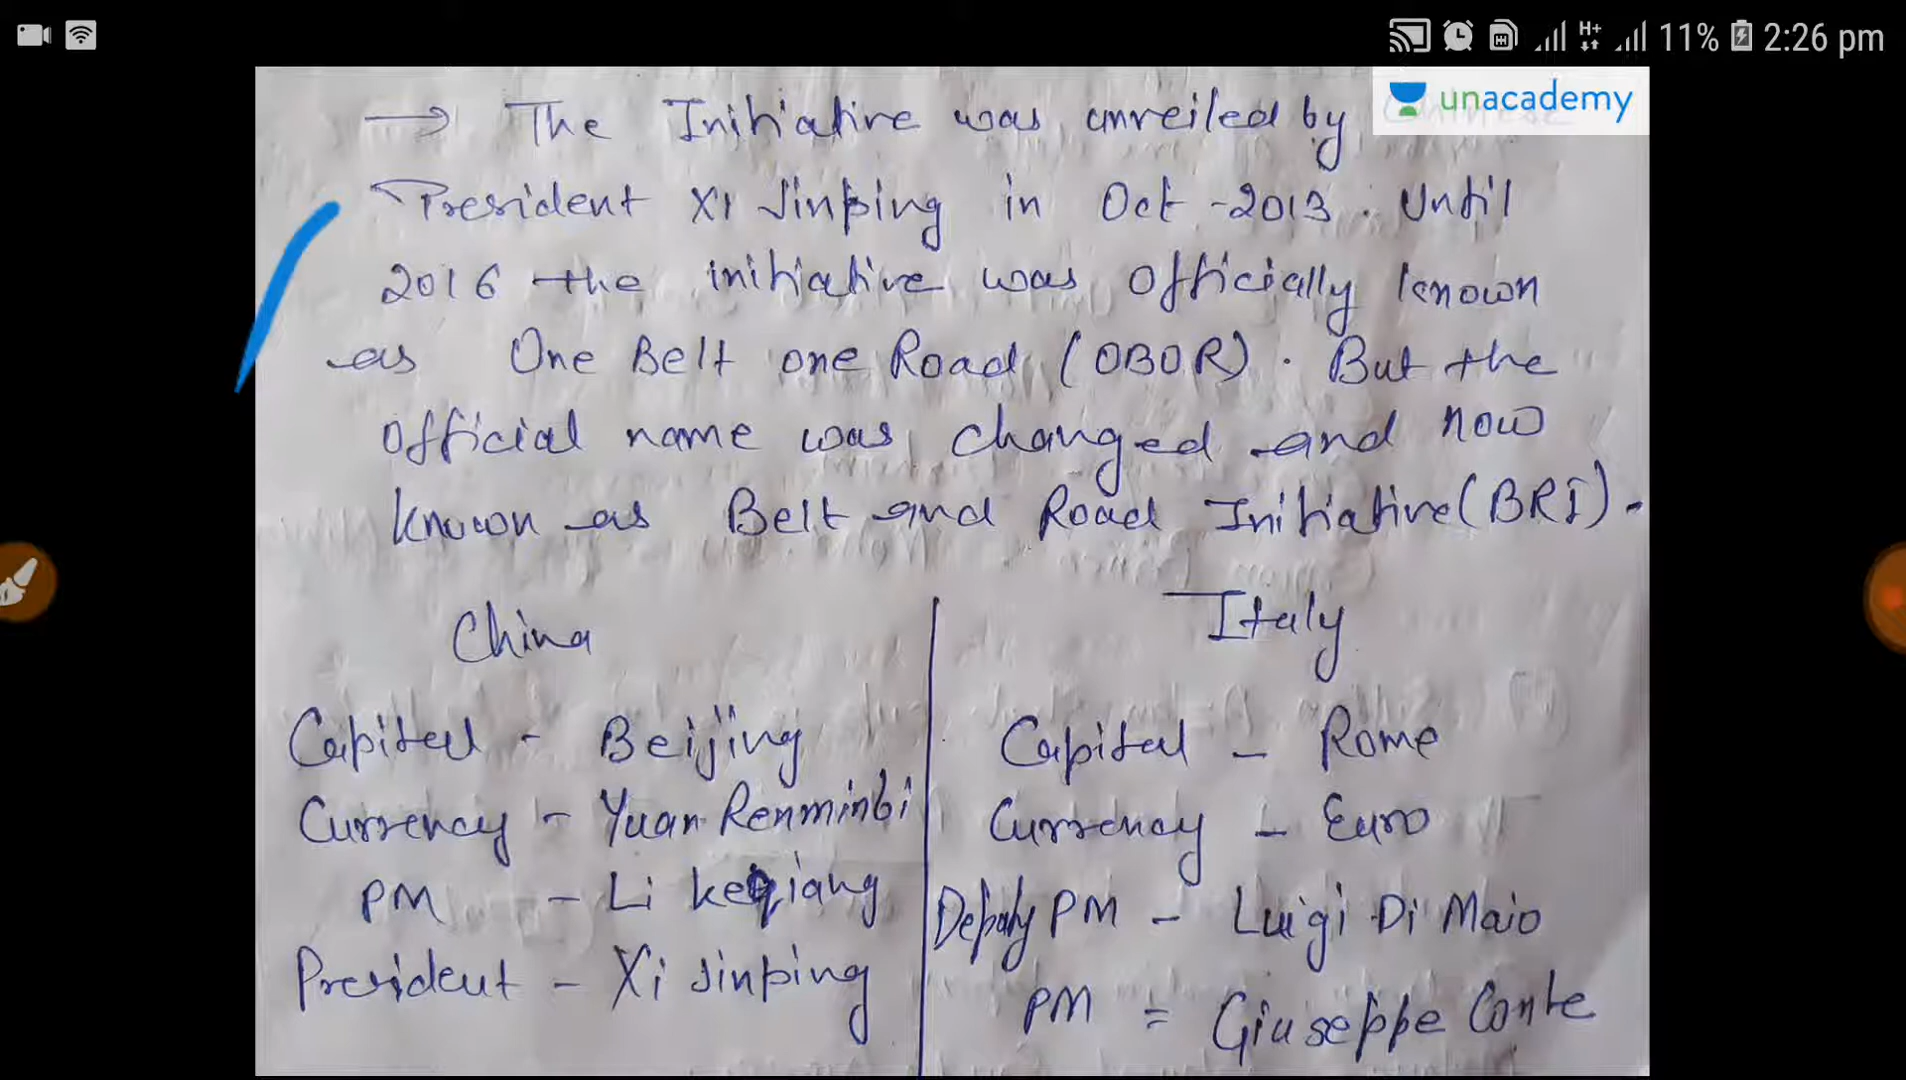 H+ 11% 2:26 pm
unacademy
→ The Initiative was unveiled by Chinese
President Xi Jinping in Oct -2013. Until
2016 the initiative was officially known
as One Belt one Road (OBOR). But the
official name was changed and now
known as Belt and Road Initiative (BRI).
China
Capital - Beijing
Currency - Yuan Renminbi
PM - Li keqiang
President - Xi Jinping
Italy
Capital - Rome
Currency - Euro
Deputy PM - Luigi Di Maio
PM = Giuseppe Conte